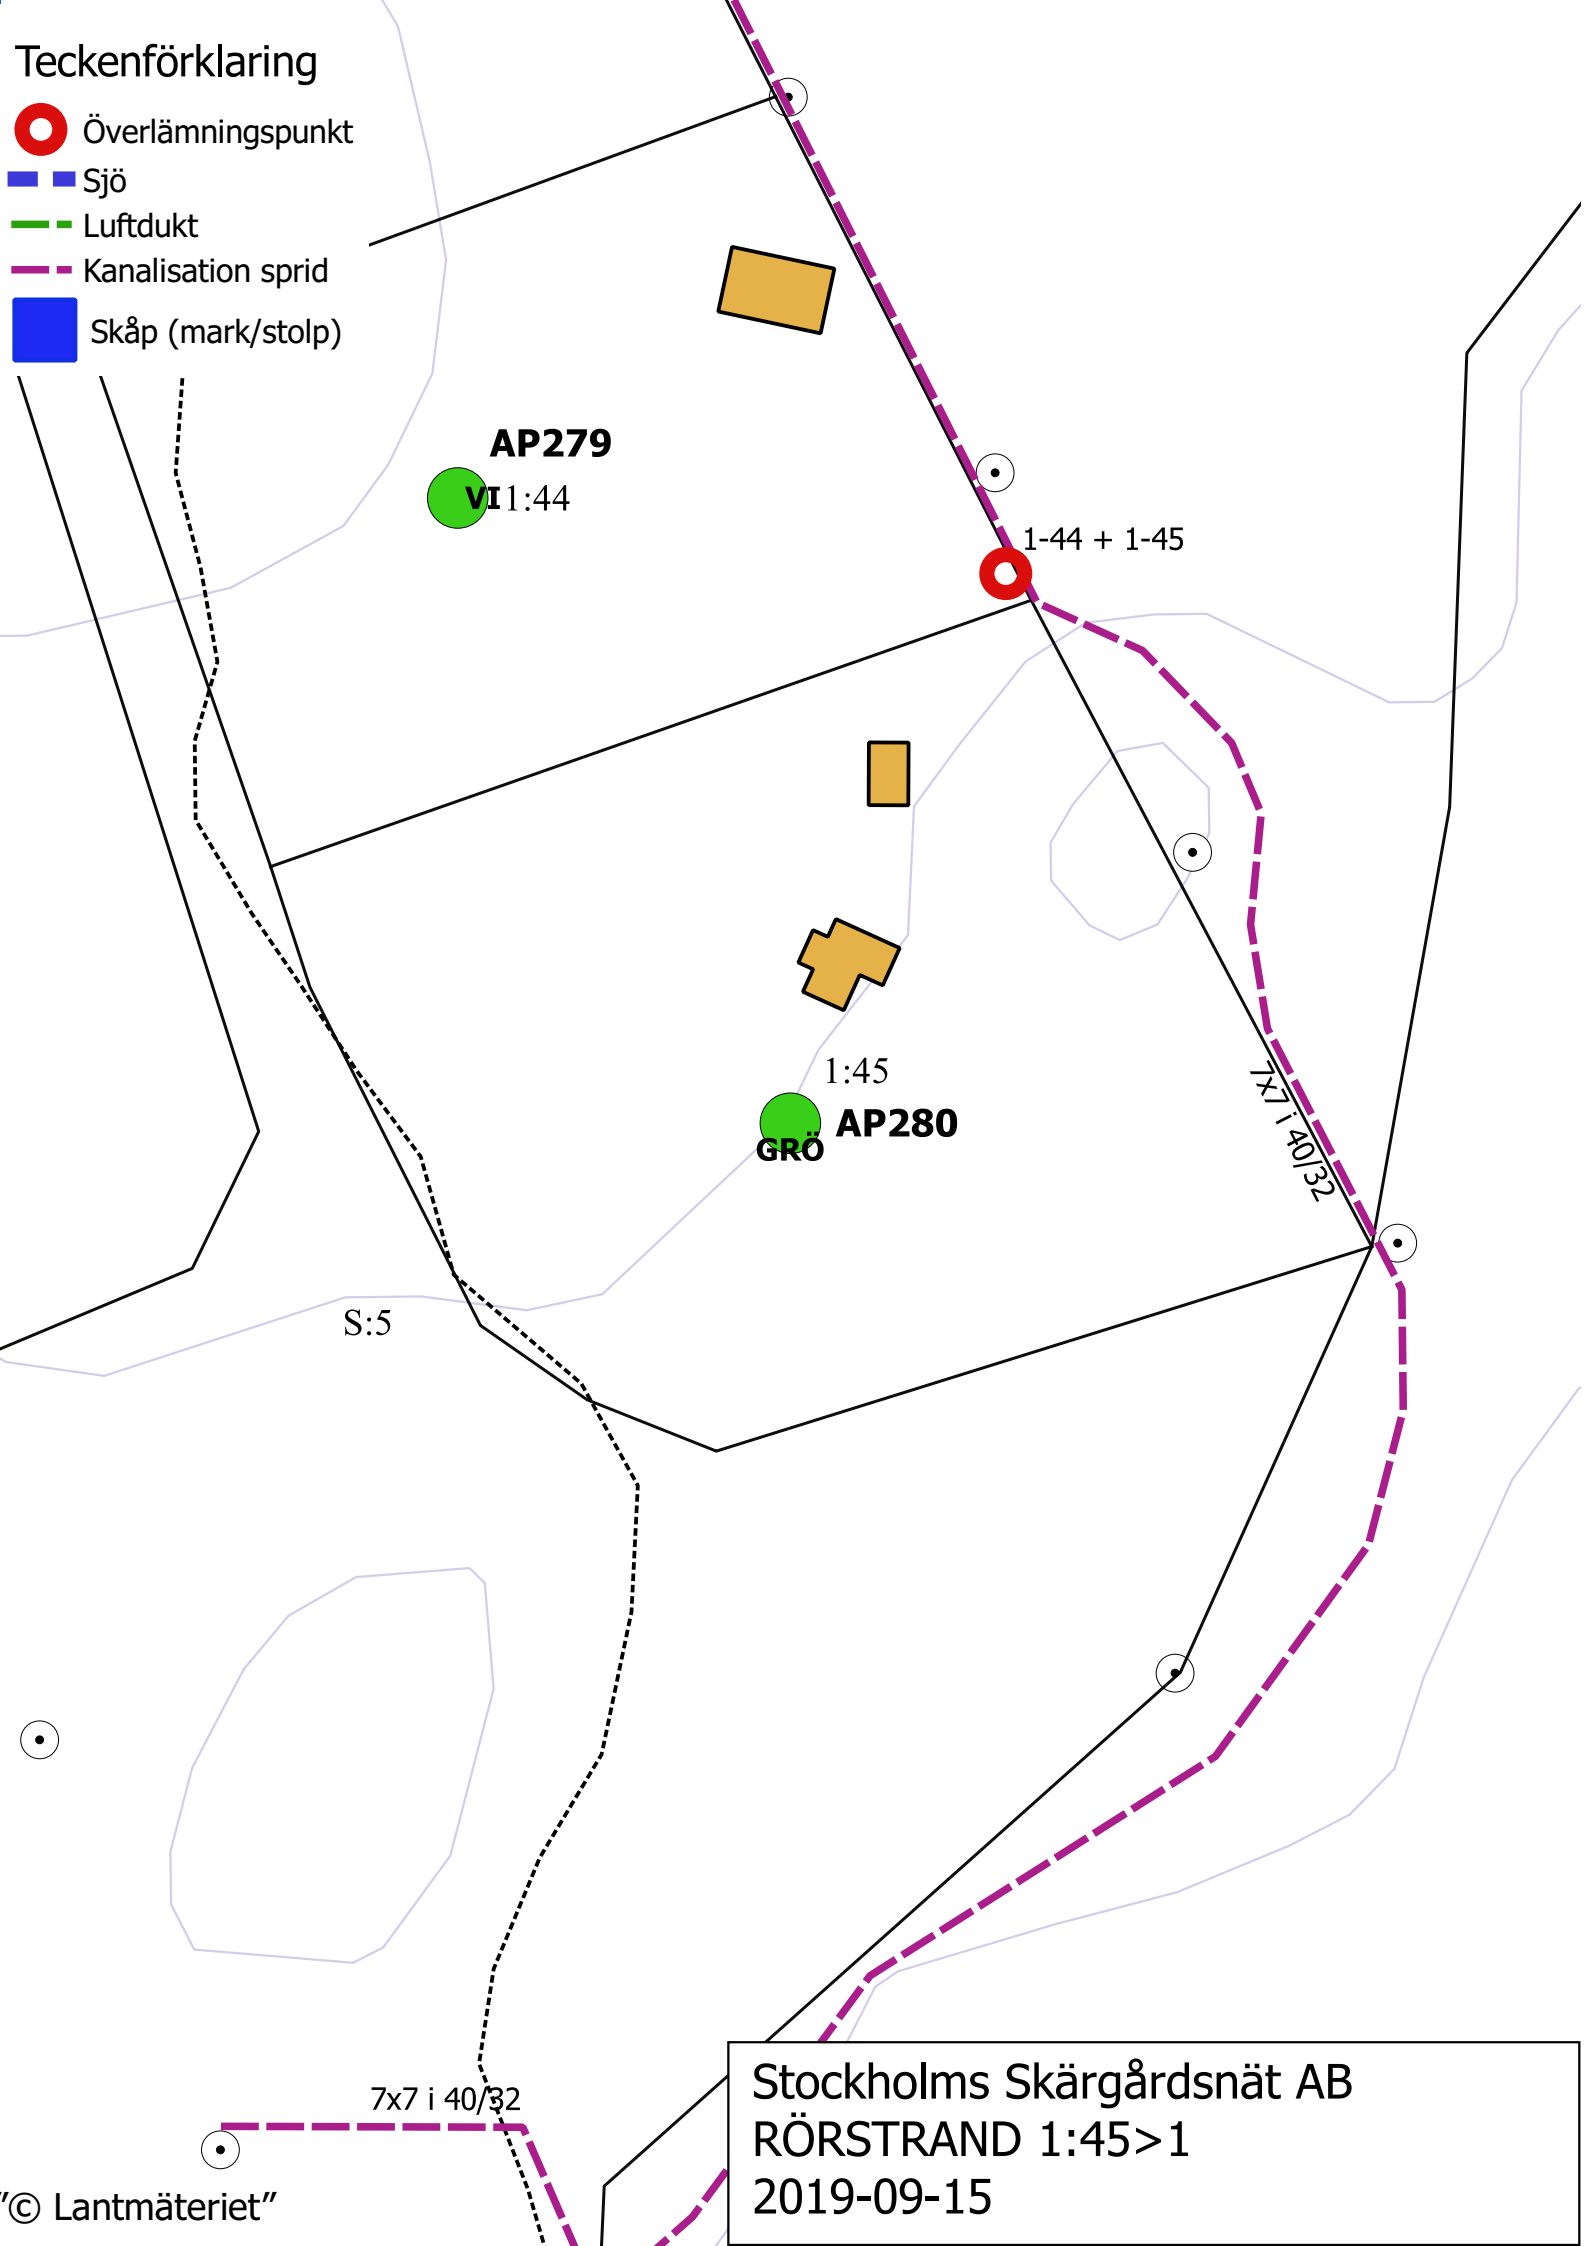 Teckenförklaring
Överlämningspunkt
Sjö
Luftdukt
Kanalisation sprid
Skåp (mark/stolp)
AP279
VI 1:44
1-44 + 1-45
1:45
AP280
GRÖ
7x7 i 40/32
S:5
7x7 i 40/32
"© Lantmäteriet"
Stockholms Skärgårdsnät AB
RÖRSTRAND 1:45>1
2019-09-15